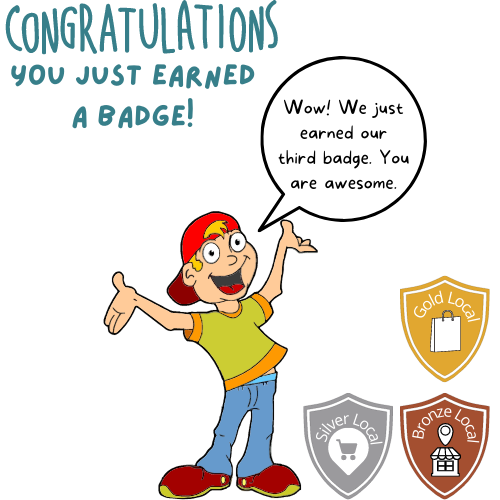 CONGRATULATIONS
YOU JUST EARNED
A BADGE!
Wow! We just
earned our
third badge. You
are awesome.
Gold Local
Silver Local
Bronze Local